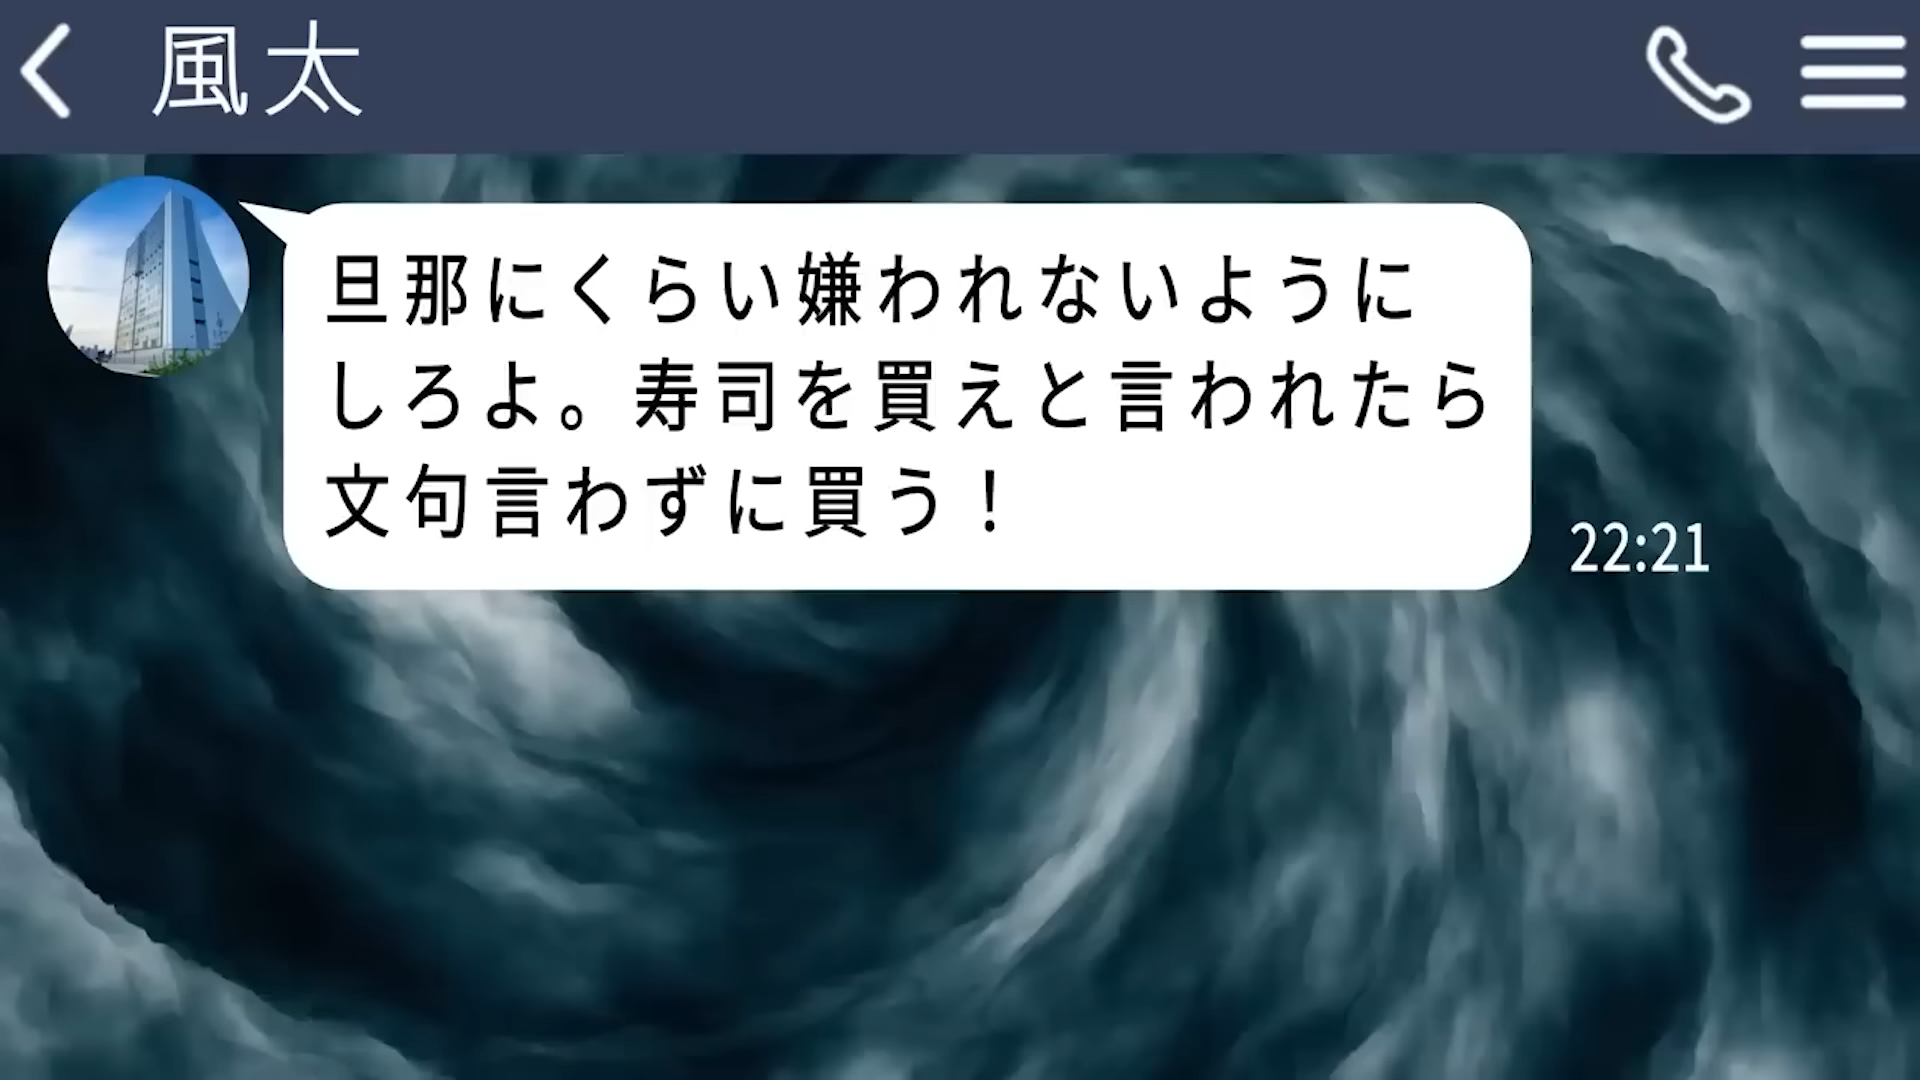 風太
旦那にくらい嫌われないように
しろよ。寿司を買えと言われたら
文句言わずに買う！
22:21